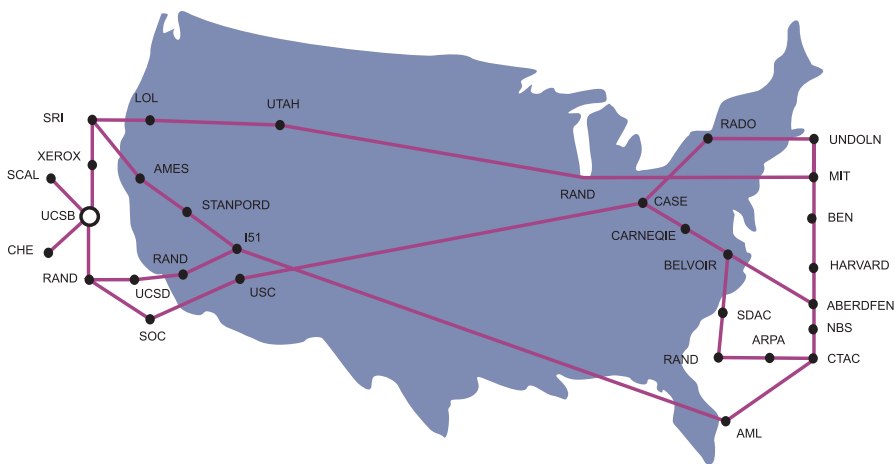 LOL
UTAH
SRI
RADO
UNDOLN
XEROX
SCAL
AMES
MIT
RAND
CASE
STANPORD
UCSB
BEN
I51
CARNEQIE
CHE
RAND
BELVOIR
HARVARD
RAND
UCSD
USC
SDAC
ABERDFEN
SOC
NBS
ARPA
RAND
CTAC
AML